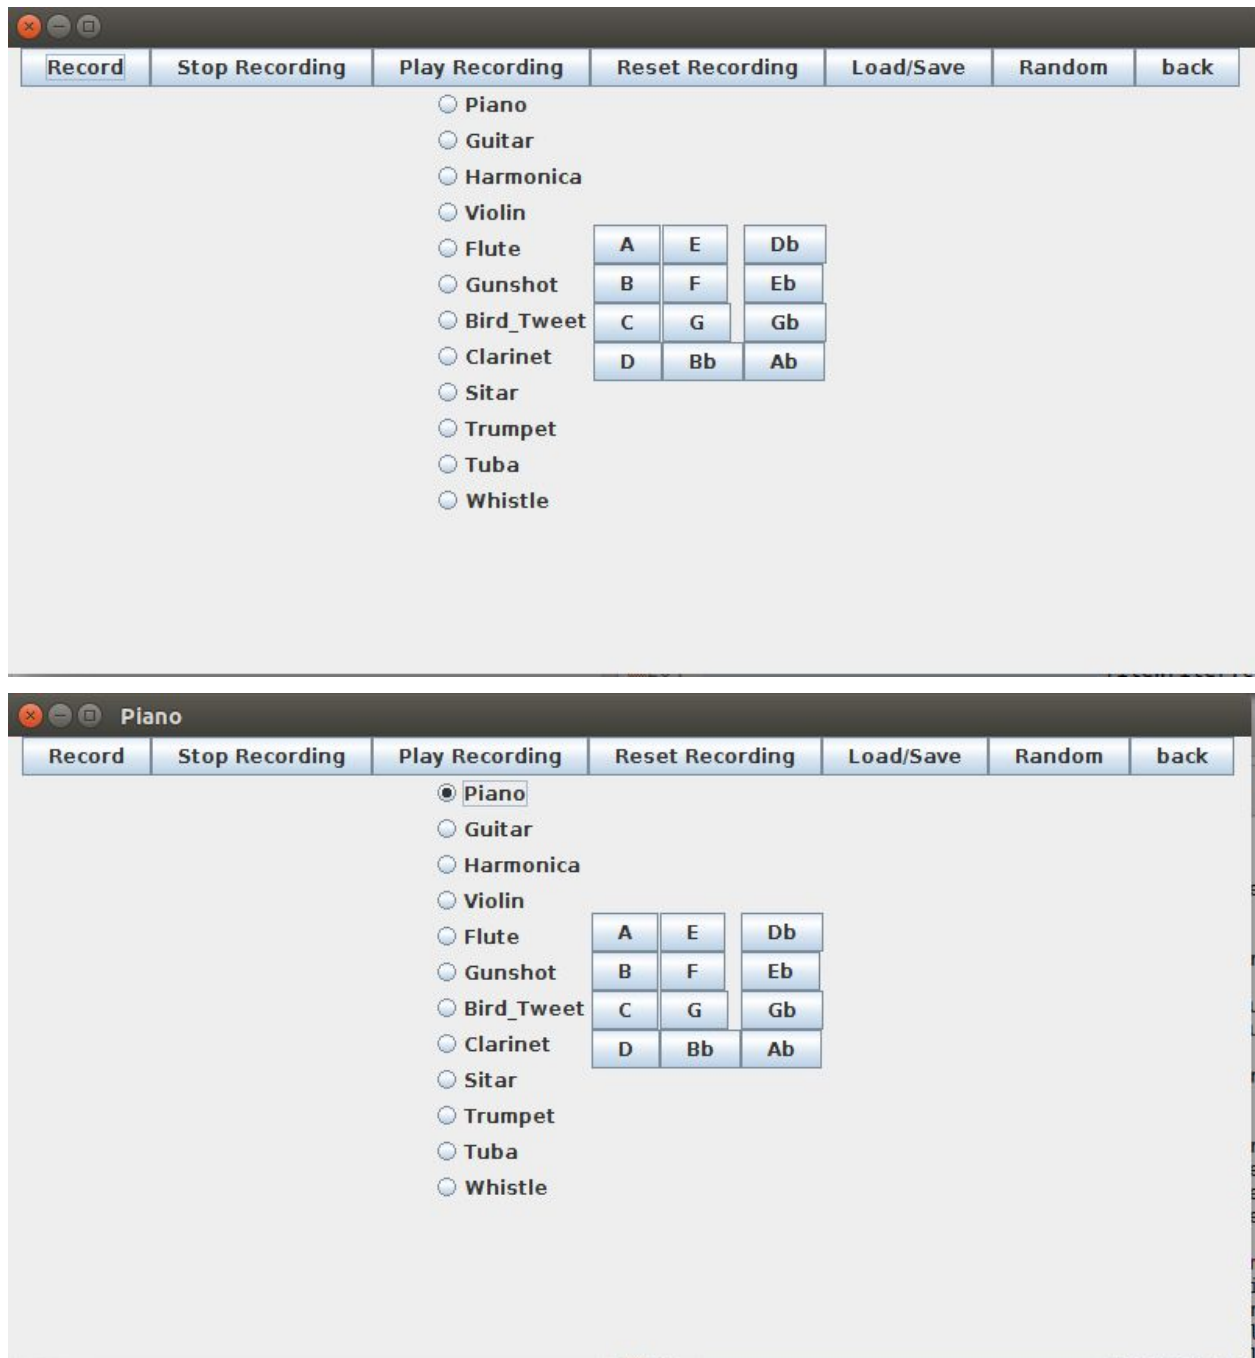 Record Stop Recording Play Recording Reset Recording Load/Save Random back
Piano
Guitar
Harmonica
Violin
Flute A E Db
Gunshot B F Eb
Bird_Tweet C G Gb
Clarinet D Bb Ab
Sitar
Trumpet
Tuba
Whistle
Piano
Record Stop Recording Play Recording Reset Recording Load/Save Random back
Piano
Guitar
Harmonica
Violin
Flute A E Db
Gunshot B F Eb
Bird_Tweet C G Gb
Clarinet D Bb Ab
Sitar
Trumpet
Tuba
Whistle